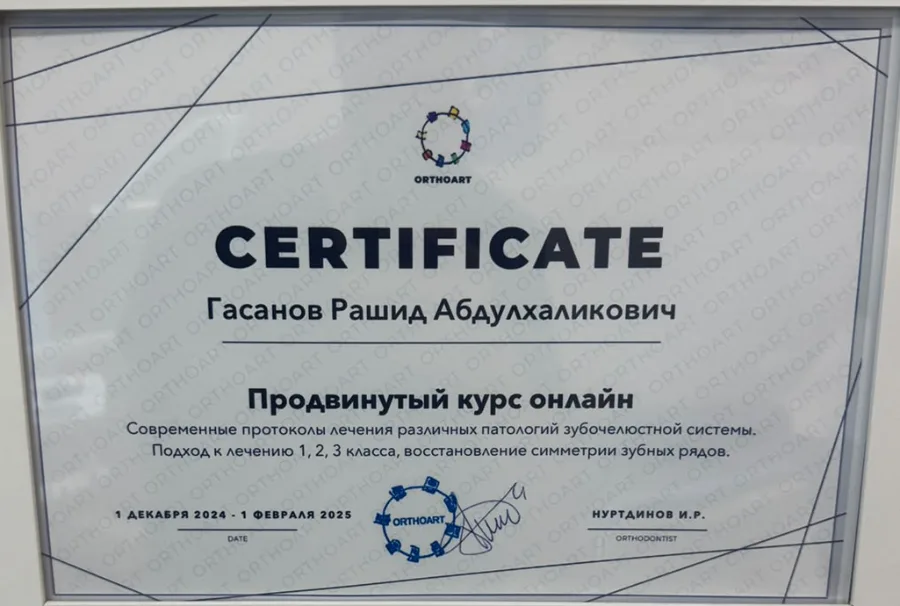 ORTHOART
CERTIFICATE
Гасанов Рашид Абдулхаликович
Продвинутый курс онлайн
Современные протоколы лечения различных патологий зубочелюстной системы.
Подход к лечению 1, 2, 3 класса, восстановление симметрии зубных рядов.
1 ДЕКАБРЯ 2024 - 1 ФЕВРАЛЯ 2025
DATE
ORTHOART
НУРТДИНОВ И.Р.
ORTHODONTIST